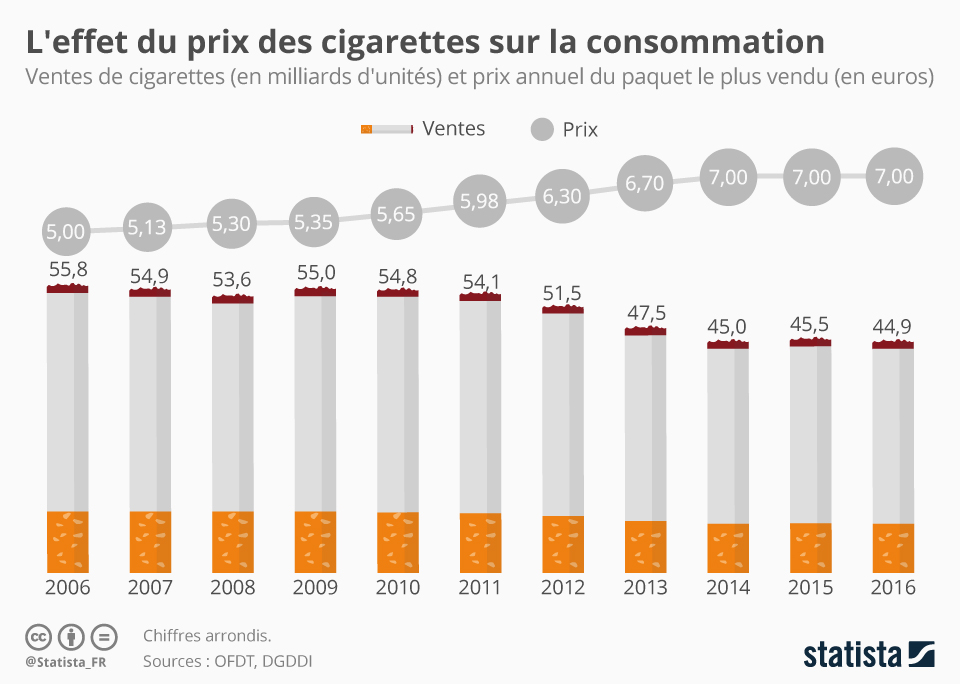 L'effet du prix des cigarettes sur la consommation
Ventes de cigarettes (en milliards d'unités) et prix annuel du paquet le plus vendu (en euros)
Ventes Prix
5,00 5,13 5,30 5,35 5,65 5,98 6,30 6,70 7,00 7,00 7,00
55,8 54,9 53,6 55,0 54,8 54,1 51,5 47,5 45,0 45,5 44,9
2006 2007 2008 2009 2010 2011 2012 2013 2014 2015 2016
cc
@Statista_FR
Chiffres arrondis.
Sources : OFDT, DGDDI
statista